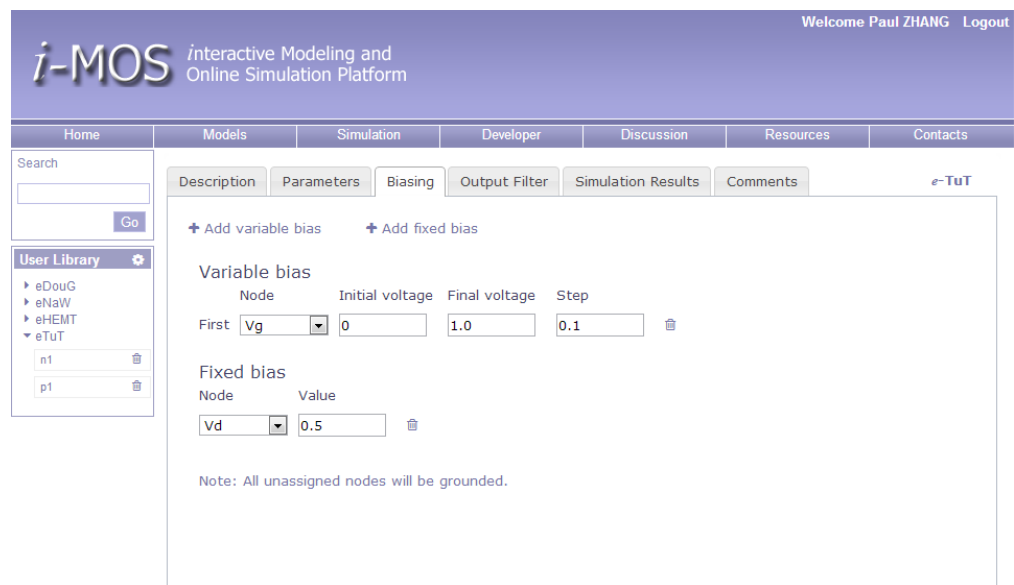 Welcome Paul ZHANG Logout
i-MOS interactive Modeling and
Online Simulation Platform
Home Models Simulation Developer Discussion Resources Contacts
Search
Go
User Library
eDouG
eNaW
eHEMT
eTuT
n1
p1
Description Parameters Biasing Output Filter Simulation Results Comments e-TuT
+ Add variable bias + Add fixed bias
Variable bias
Node Initial voltage Final voltage Step
First Vg 0 1.0 0.1
Fixed bias
Node Value
Vd 0.5
Note: All unassigned nodes will be grounded.